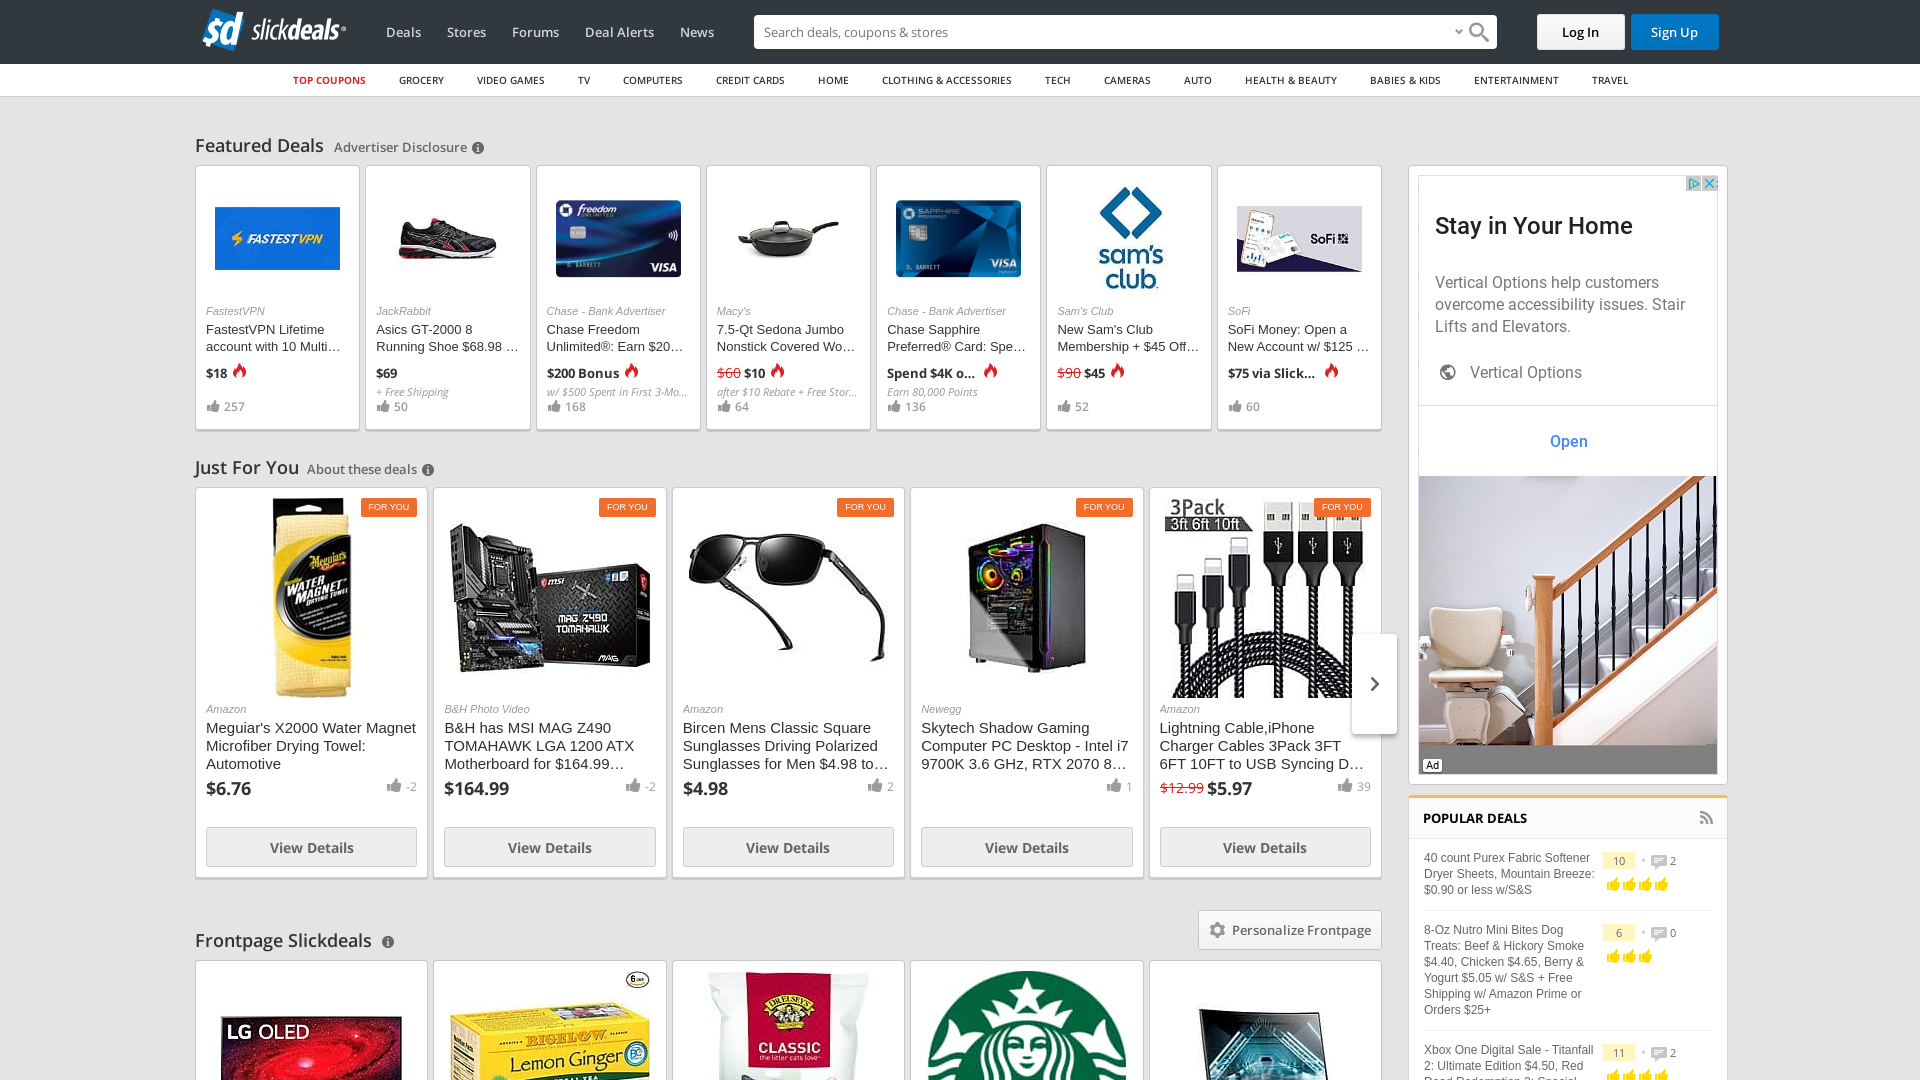 sd slickdeals
Deals
Stores
Forums
Deal Alerts
News
Search deals, coupons & stores
Log In
Sign Up
TOP COUPONS
GROCERY
VIDEO GAMES
TV
COMPUTERS
CREDIT CARDS
HOME
CLOTHING & ACCESSORIES
TECH
CAMERAS
AUTO
HEALTH & BEAUTY
BABIES & KIDS
ENTERTAINMENT
TRAVEL
Featured Deals
Advertiser Disclosure
FASTESTVPN
FastestVPN
FastestVPN Lifetime
account with 10 Multi…
$18
257
JackRabbit
Asics GT-2000 8
Running Shoe $68.98 …
$69
+ Free Shipping
50
freedom
UNLIMITED
D. BARRETT
VISA
Chase - Bank Advertiser
Chase Freedom
Unlimited®: Earn $20…
$200 Bonus
w/ $500 Spent in First 3-Mo…
168
Macy's
7.5-Qt Sedona Jumbo
Nonstick Covered Wo…
$60 $10
after $10 Rebate + Free Stor…
64
SAPPHIRE
PREFERRED
D. BARRETT
VISA
Chase - Bank Advertiser
Chase Sapphire
Preferred® Card: Spe…
Spend $4K o…
Earn 80,000 Points
136
sam's
club
Sam's Club
New Sam's Club
Membership + $45 Off…
$90 $45
52
SoFi
SoFi
SoFi Money: Open a
New Account w/ $125 …
$75 via Slick…
60
Just For You
About these deals
FOR YOU
Meguiar's
WATER
MAGNET
DRYING TOWEL
Amazon
Meguiar's X2000 Water Magnet
Microfiber Drying Towel:
Automotive
$6.76
-2
View Details
FOR YOU
msi
MAG Z490
TOMAHAWK
MAG
B&H Photo Video
B&H has MSI MAG Z490
TOMAHAWK LGA 1200 ATX
Motherboard for $164.99…
$164.99
-2
View Details
FOR YOU
Amazon
Bircen Mens Classic Square
Sunglasses Driving Polarized
Sunglasses for Men $4.98 to…
$4.98
2
View Details
FOR YOU
Newegg
Skytech Shadow Gaming
Computer PC Desktop - Intel i7
9700K 3.6 GHz, RTX 2070 8…
1
View Details
3Pack
3ft 6ft 10ft
FOR YOU
Amazon
Lightning Cable,iPhone
Charger Cables 3Pack 3FT
6FT 10FT to USB Syncing D…
$12.99 $5.97
39
View Details
Frontpage Slickdeals
Personalize Frontpage
LG OLED
6
BIGELOW
Lemon Ginger
HERBAL TEA
DR. ELSEY'S
CLASSIC
the litter cats love
Stay in Your Home
Vertical Options help customers
overcome accessibility issues. Stair
Lifts and Elevators.
Vertical Options
Open
Ad
POPULAR DEALS
40 count Purex Fabric Softener
Dryer Sheets, Mountain Breeze:
$0.90 or less w/S&S
10
2
8-Oz Nutro Mini Bites Dog
Treats: Beef & Hickory Smoke
$4.40, Chicken $4.65, Berry &
Yogurt $5.05 w/ S&S + Free
Shipping w/ Amazon Prime or
Orders $25+
6
0
Xbox One Digital Sale - Titanfall
2: Ultimate Edition $4.50, Red
11
2